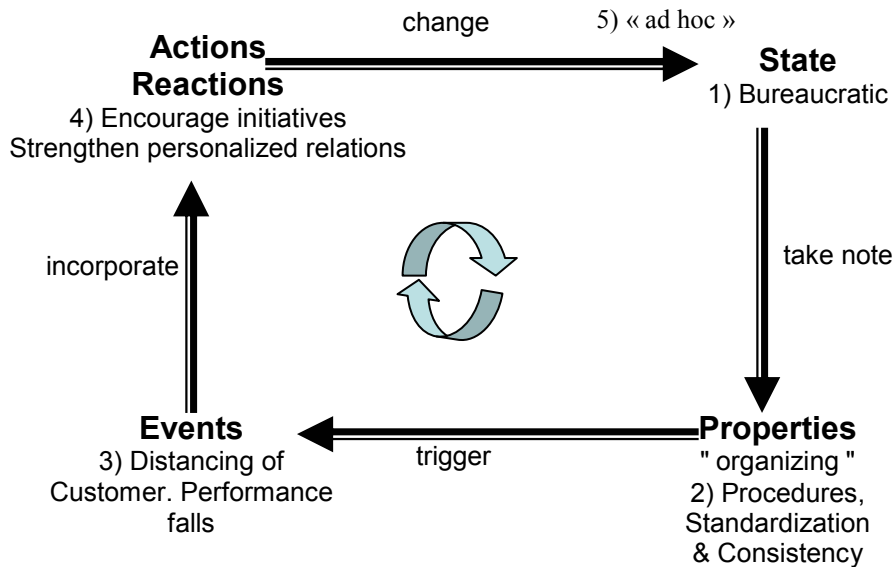 change
5) « ad hoc »
Actions
Reactions
4) Encourage initiatives
Strengthen personalized relations
State
1) Bureaucratic
incorporate
take note
Events
3) Distancing of
Customer. Performance
falls
trigger
Properties
" organizing "
2) Procedures,
Standardization
& Consistency